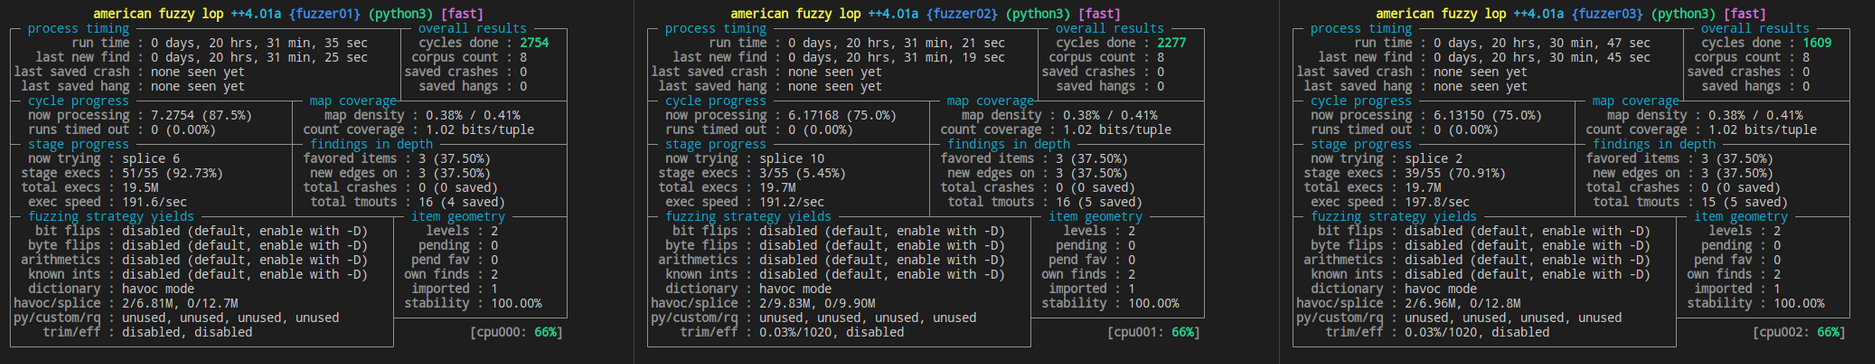 american fuzzy lop ++4.01a {fuzzer01} (python3) [fast]
process timing overall results
run time : 0 days, 20 hrs, 31 min, 35 sec cycles done : 2754
last new find : 0 days, 20 hrs, 31 min, 25 sec corpus count : 8
last saved crash : none seen yet saved crashes : 0
last saved hang : none seen yet saved hangs : 0
cycle progress map coverage
now processing : 7.2754 (87.5%) map density : 0.38% / 0.41%
runs timed out : 0 (0.00%) count coverage : 1.02 bits/tuple
stage progress findings in depth
now trying : splice 6 favored items : 3 (37.50%)
stage execs : 51/55 (92.73%) new edges on : 3 (37.50%)
total execs : 19.5M total crashes : 0 (0 saved)
exec speed : 191.6/sec total tmouts : 16 (4 saved)
fuzzing strategy yields item geometry
bit flips : disabled (default, enable with -D) levels : 2
byte flips : disabled (default, enable with -D) pending : 0
arithmetics : disabled (default, enable with -D) pend fav : 0
known ints : disabled (default, enable with -D) own finds : 2
dictionary : havoc mode imported : 1
havoc/splice : 2/6.81M, 0/12.7M stability : 100.00%
py/custom/rq : unused, unused, unused, unused
trim/eff : disabled, disabled [cpu000: 66%]
american fuzzy lop ++4.01a {fuzzer02} (python3) [fast]
process timing overall results
run time : 0 days, 20 hrs, 31 min, 21 sec cycles done : 2277
last new find : 0 days, 20 hrs, 31 min, 19 sec corpus count : 8
last saved crash : none seen yet saved crashes : 0
last saved hang : none seen yet saved hangs : 0
cycle progress map coverage
now processing : 6.17168 (75.0%) map density : 0.38% / 0.41%
runs timed out : 0 (0.00%) count coverage : 1.02 bits/tuple
stage progress findings in depth
now trying : splice 10 favored items : 3 (37.50%)
stage execs : 3/55 (5.45%) new edges on : 3 (37.50%)
total execs : 19.7M total crashes : 0 (0 saved)
exec speed : 191.2/sec total tmouts : 16 (5 saved)
fuzzing strategy yields item geometry
bit flips : disabled (default, enable with -D) levels : 2
byte flips : disabled (default, enable with -D) pending : 0
arithmetics : disabled (default, enable with -D) pend fav : 0
known ints : disabled (default, enable with -D) own finds : 2
dictionary : havoc mode imported : 1
havoc/splice : 2/9.83M, 0/9.90M stability : 100.00%
py/custom/rq : unused, unused, unused, unused
trim/eff : 0.03%/1020, disabled [cpu001: 66%]
american fuzzy lop ++4.01a {fuzzer03} (python3) [fast]
process timing overall results
run time : 0 days, 20 hrs, 30 min, 47 sec cycles done : 1609
last new find : 0 days, 20 hrs, 30 min, 45 sec corpus count : 8
last saved crash : none seen yet saved crashes : 0
last saved hang : none seen yet saved hangs : 0
cycle progress map coverage
now processing : 6.13150 (75.0%) map density : 0.38% / 0.41%
runs timed out : 0 (0.00%) count coverage : 1.02 bits/tuple
stage progress findings in depth
now trying : splice 2 favored items : 3 (37.50%)
stage execs : 39/55 (70.91%) new edges on : 3 (37.50%)
total execs : 19.7M total crashes : 0 (0 saved)
exec speed : 197.8/sec total tmouts : 15 (5 saved)
fuzzing strategy yields item geometry
bit flips : disabled (default, enable with -D) levels : 2
byte flips : disabled (default, enable with -D) pending : 0
arithmetics : disabled (default, enable with -D) pend fav : 0
known ints : disabled (default, enable with -D) own finds : 2
dictionary : havoc mode imported : 1
havoc/splice : 2/6.96M, 0/12.8M stability : 100.00%
py/custom/rq : unused, unused, unused, unused
trim/eff : 0.03%/1020, disabled [cpu002: 66%]